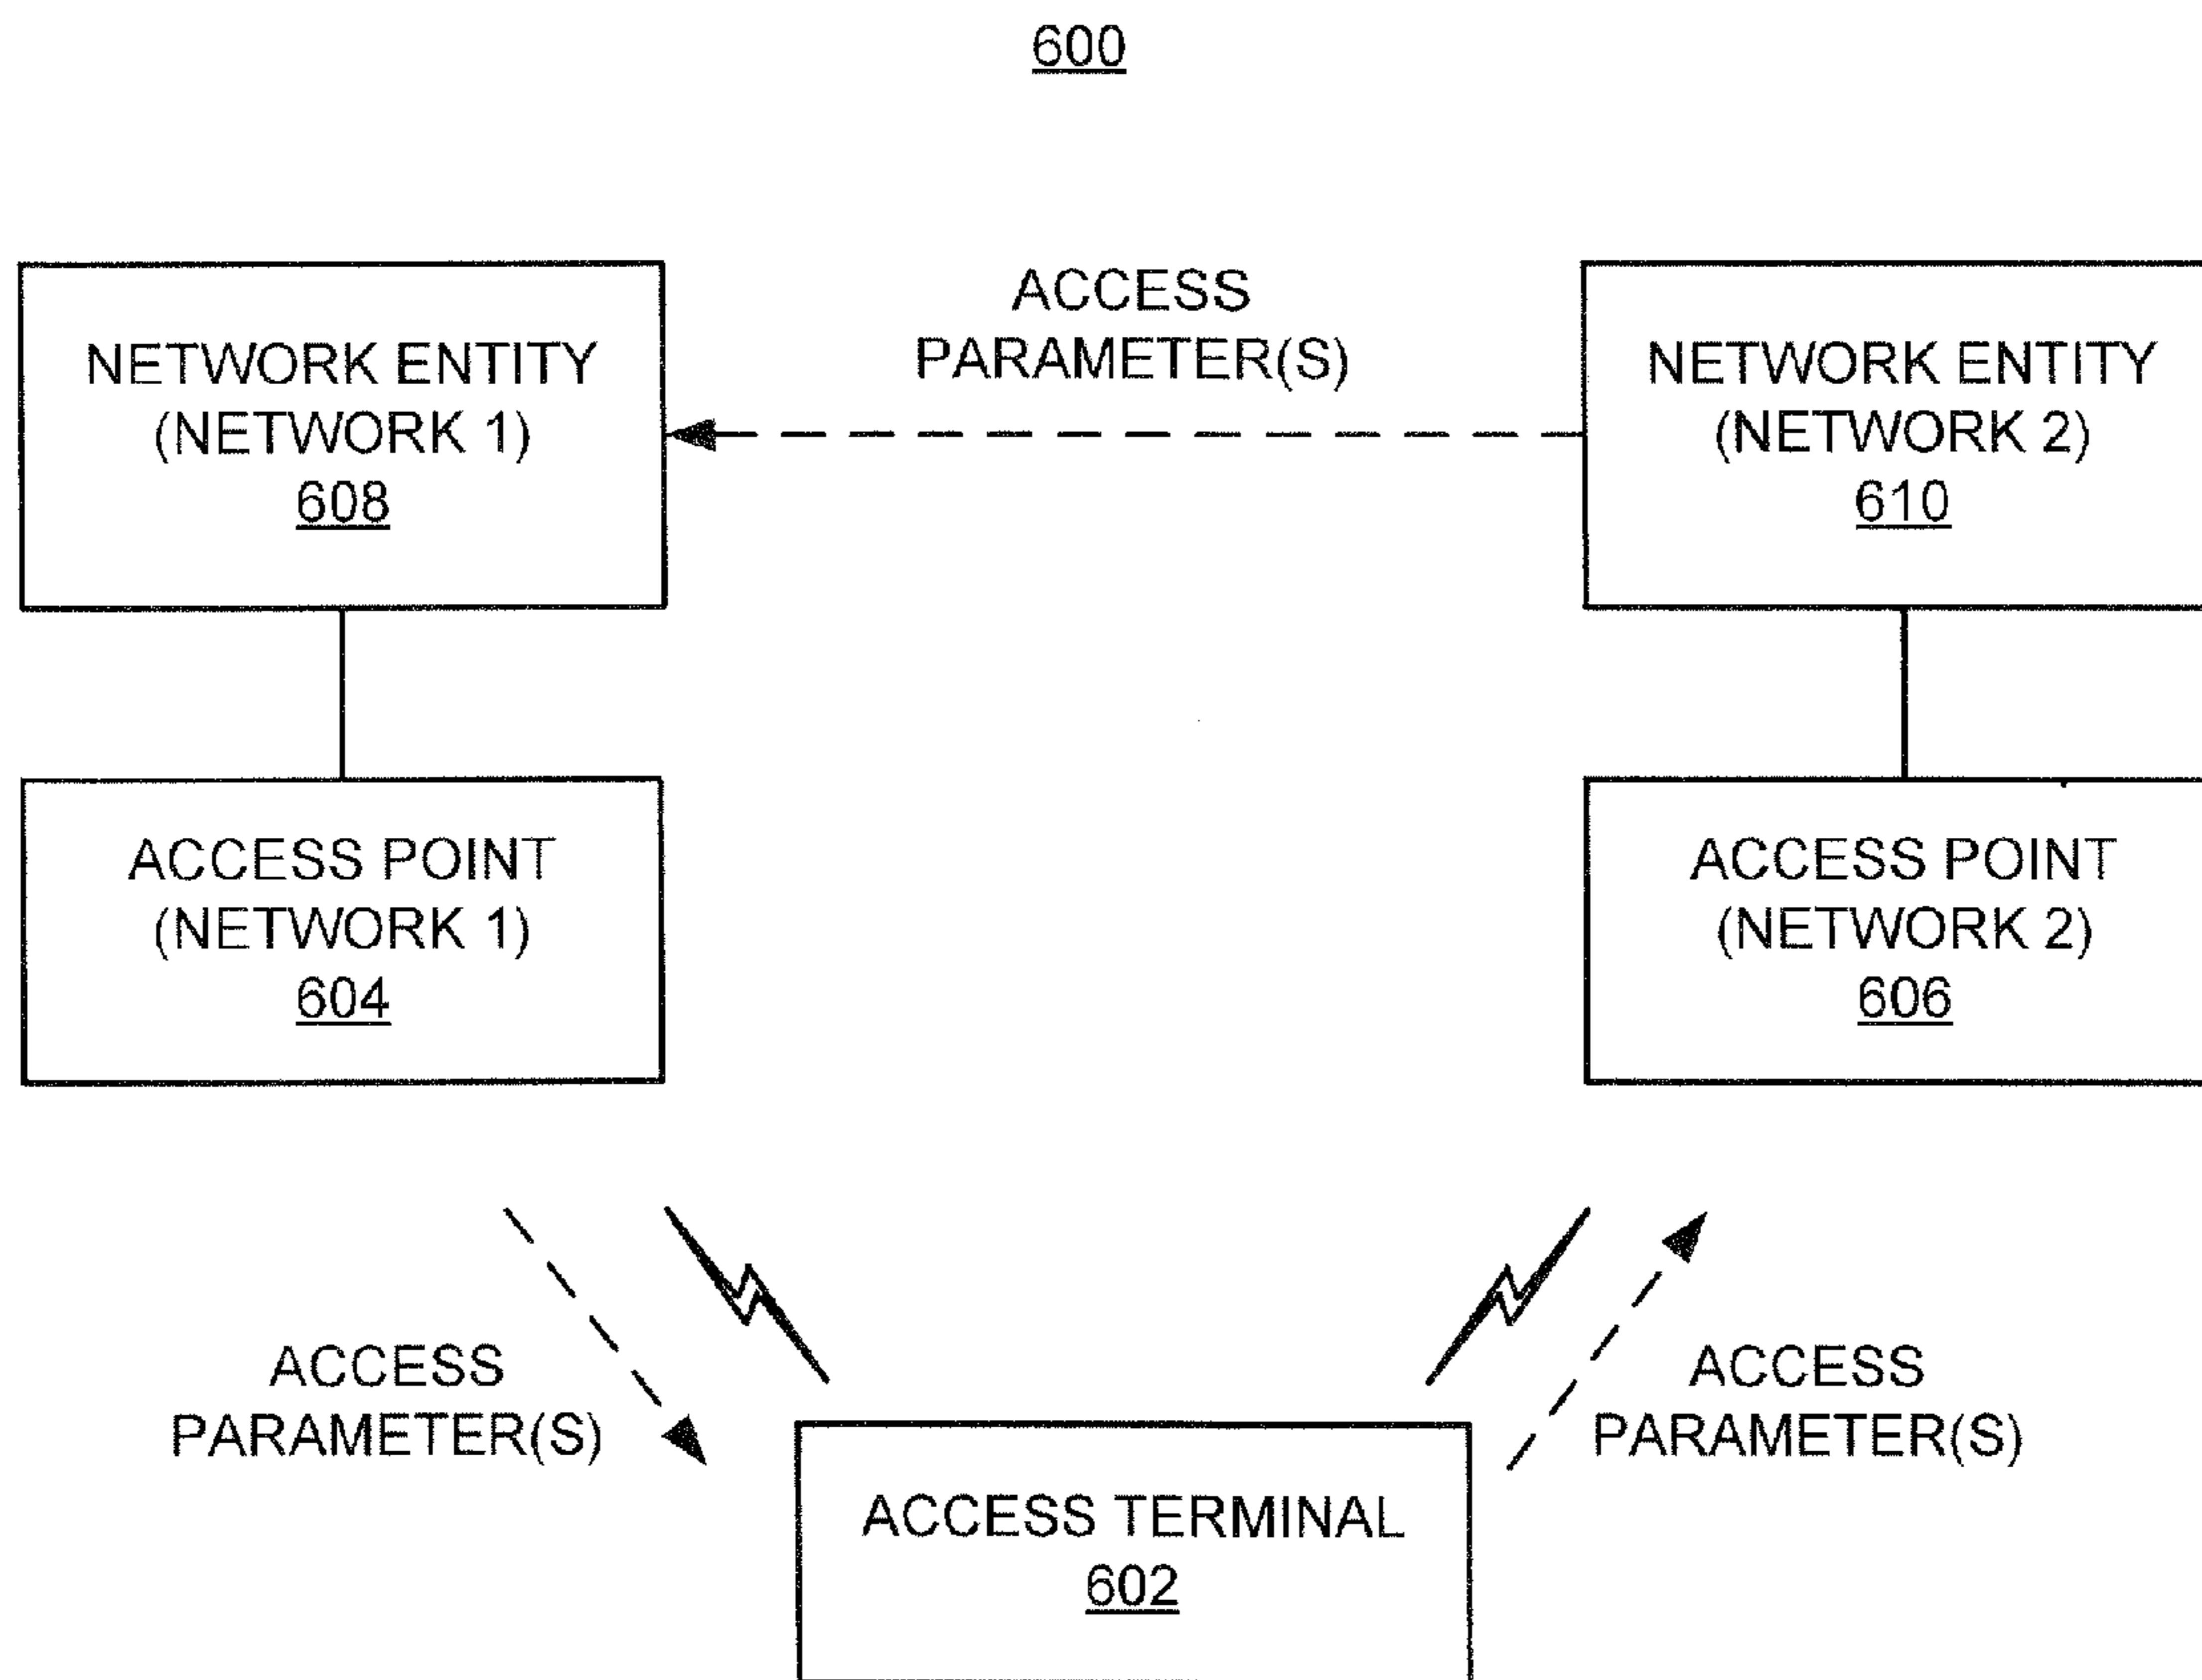 600
ACCESS
PARAMETER(S)
NETWORK ENTITY
(NETWORK 1)
608
NETWORK ENTITY
(NETWORK 2)
610
ACCESS POINT
(NETWORK 1)
604
ACCESS POINT
(NETWORK 2)
606
ACCESS
PARAMETER(S)
ACCESS
PARAMETER(S)
ACCESS TERMINAL
602